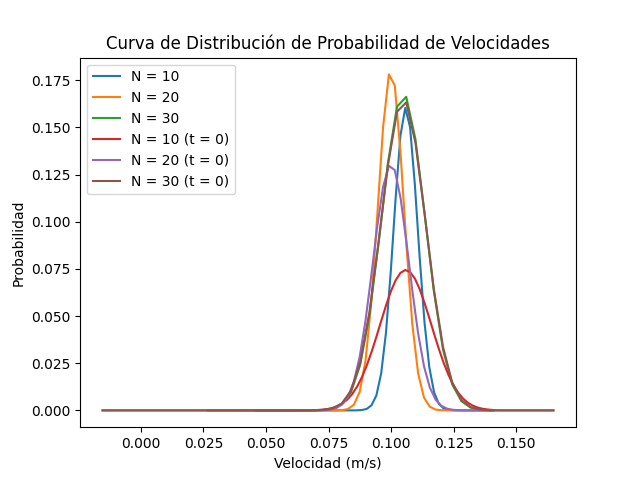 Curva de Distribución de Probabilidad de Velocidades
N = 10
N = 20
N = 30
N = 10 (t = 0)
N = 20 (t = 0)
N = 30 (t = 0)
Probabilidad
0.175
0.150
0.125
0.100
0.075
0.050
0.025
0.000
0.000 0.025 0.050 0.075 0.100 0.125 0.150
Velocidad (m/s)